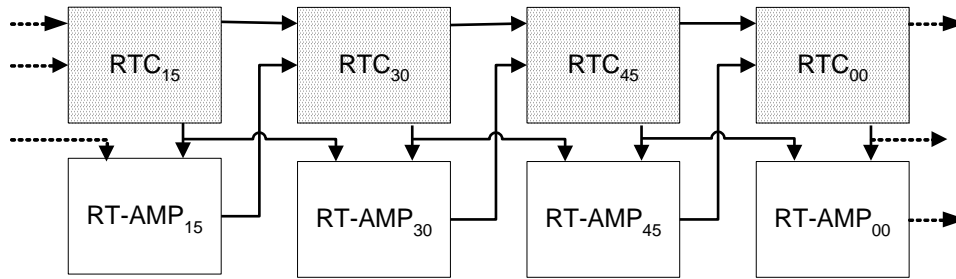 RTC₁₅
RTC₃₀
RTC₄₅
RTC₀₀
RT-AMP₁₅
RT-AMP₃₀
RT-AMP₄₅
RT-AMP₀₀